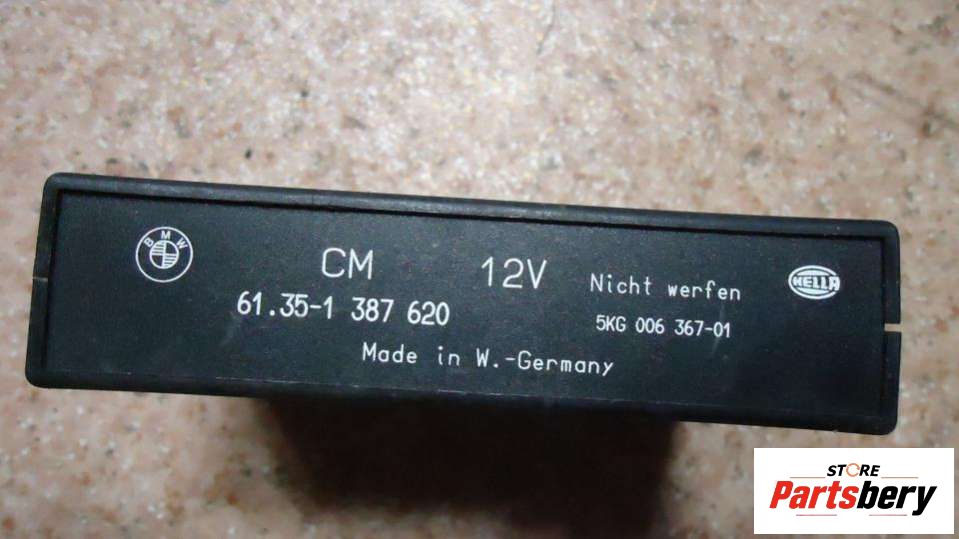 BMW
CM 12V
61.35-1 387 620
Nicht werfen
5KG 006 367-01
HELLA
Made in W.-Germany
STORE
Partsbery